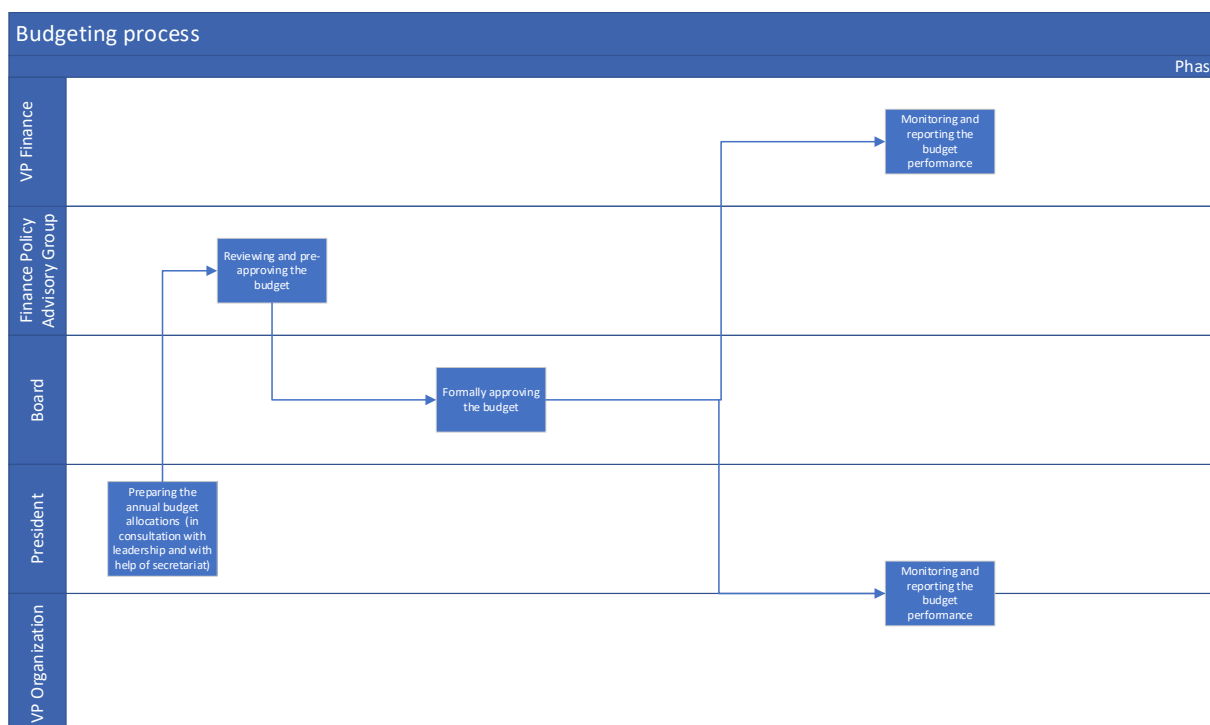 Budgeting process
Phas
VP Finance
Monitoring and
reporting the
budget
performance
Finance Policy
Advisory Group
Reviewing and pre-
approving the
budget
Board
Formally approving
the budget
President
Preparing the
annual budget
allocations (in
consultation with
leadership and with
help of secretariat)
Monitoring and
reporting the
budget
performance
VP Organization